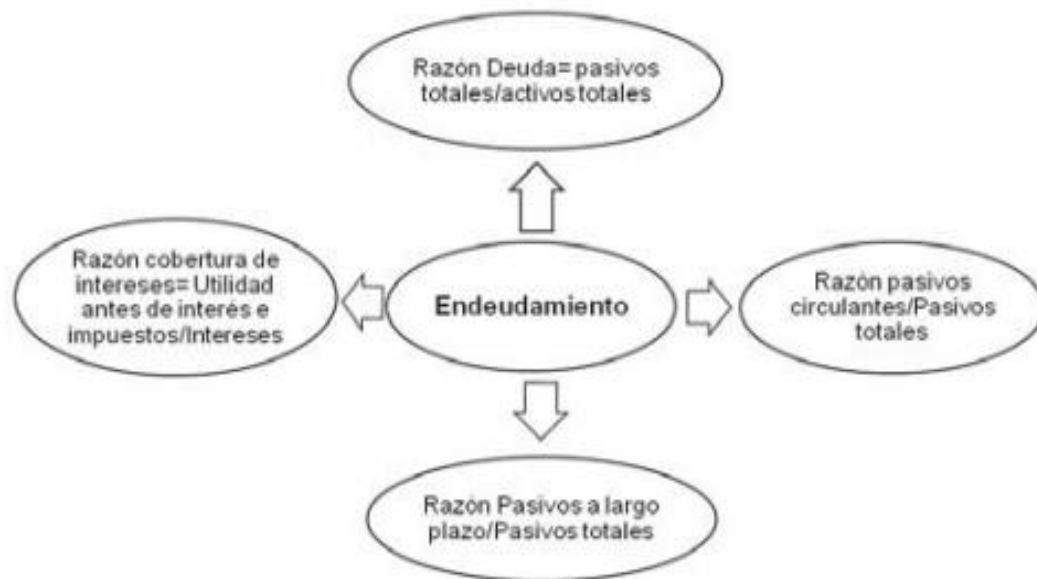 Razón Deuda= pasivos
totales/activos totales
Razón cobertura de
intereses= Utilidad
antes de interés e
impuestos/Intereses
Endeudamiento
Razón pasivos
circulantes/Pasivos
totales
Razón Pasivos a largo
plazo/Pasivos totales